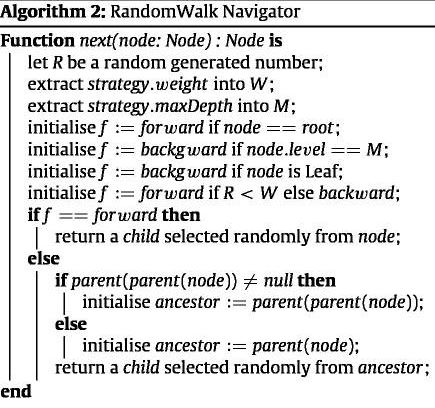 Algorithm 2: RandomWalk Navigator
Function next(node: Node) : Node is
let R be a random generated number;
extract strategy.weight into W;
extract strategy.maxDepth into M;
initialise f := forward if node == root;
initialise f := backgward if node.level == M;
initialise f := backgward if node is Leaf;
initialise f := forward if R < W else backward;
if f == forward then
return a child selected randomly from node;
else
if parent(parent(node)) ≠ null then
initialise ancestor := parent(parent(node));
else
initialise ancestor := parent(node);
return a child selected randomly from ancestor;
end